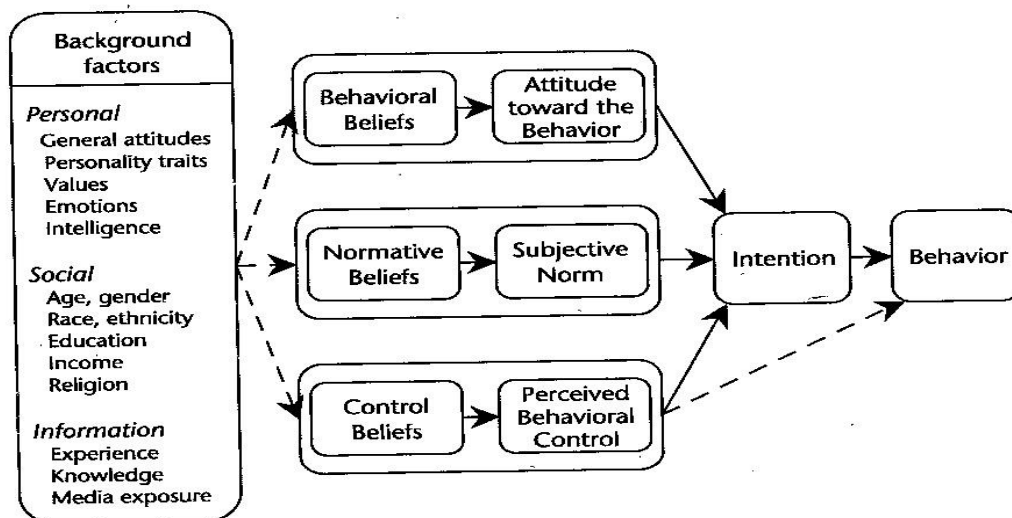 Background
factors
Personal
General attitudes
Personality traits
Values
Emotions
Intelligence
Social
Age, gender
Race, ethnicity
Education
Income
Religion
Information
Experience
Knowledge
Media exposure
Behavioral
Beliefs
Attitude
toward the
Behavior
Normative
Beliefs
Subjective
Norm
Control
Beliefs
Perceived
Behavioral
Control
Intention
Behavior